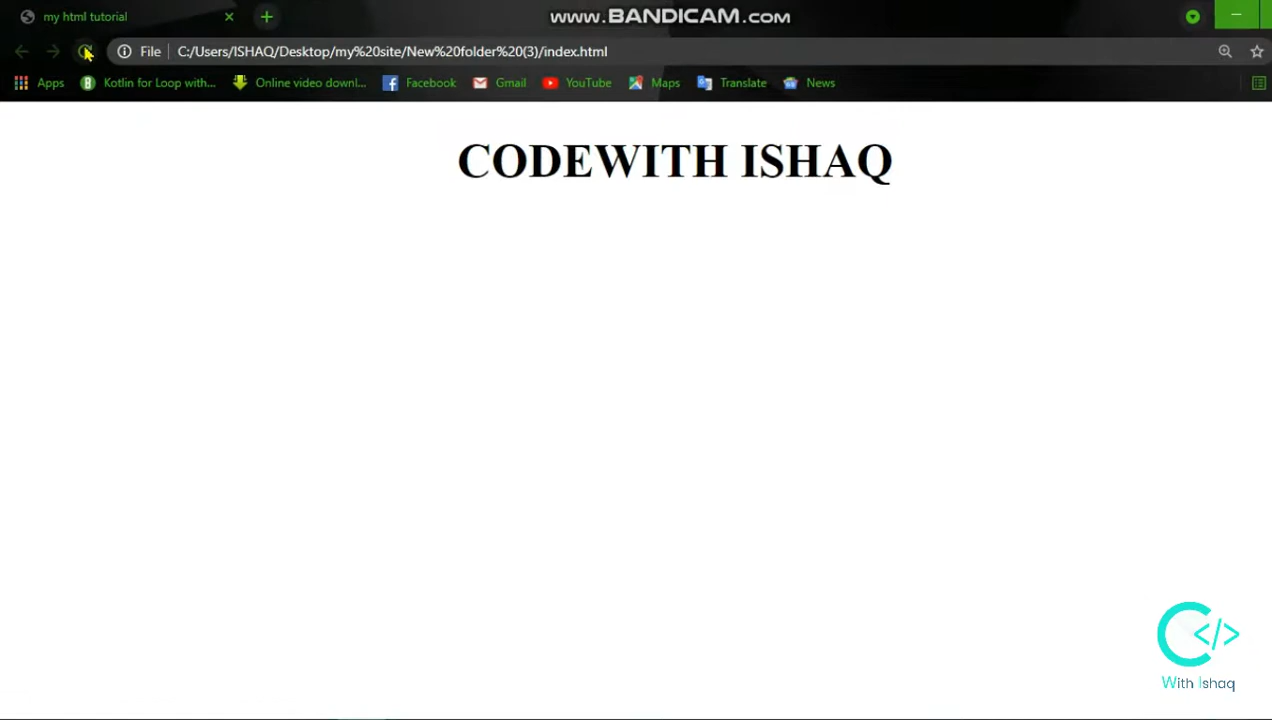 my html tutorial
www.BANDICAM.com
File
C:/Users/ISHAQ/Desktop/my%20site/New%20folder%20(3)/index.html
Apps
Kotlin for Loop with...
Online video downl...
Facebook
Gmail
YouTube
Maps
Translate
News
CODEWITH ISHAQ
C</>
With Ishaq